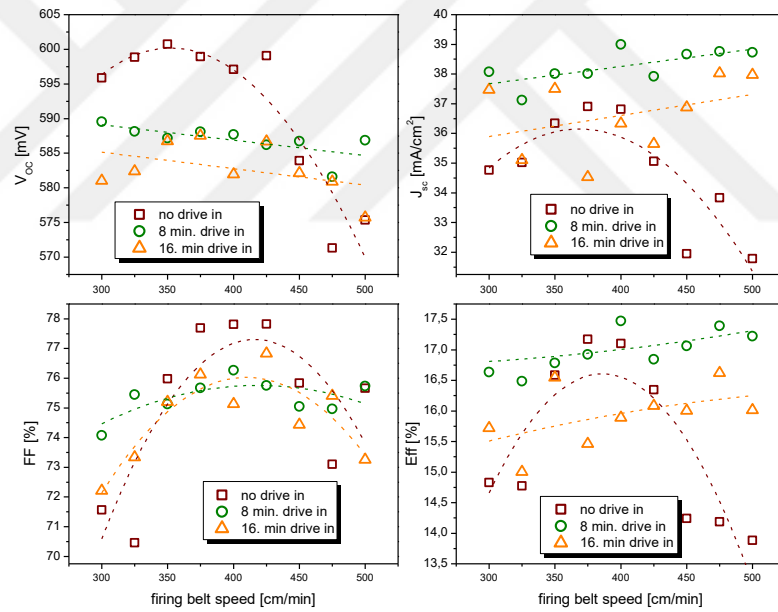 605
600
595
590
585
580
575
570
V_OC [mV]
300 350 400 450 500
no drive in
8 min. drive in
16. min drive in
40
39
38
37
36
35
34
33
32
J_sc [mA/cm²]
300 350 400 450 500
no drive in
8 min. drive in
16. min drive in
78
77
76
75
74
73
72
71
70
FF [%]
300 350 400 450 500
firing belt speed [cm/min]
no drive in
8 min. drive in
16. min drive in
17,5
17,0
16,5
16,0
15,5
15,0
14,5
14,0
13,5
Eff [%]
300 350 400 450 500
firing belt speed [cm/min]
no drive in
8 min. drive in
16. min drive in